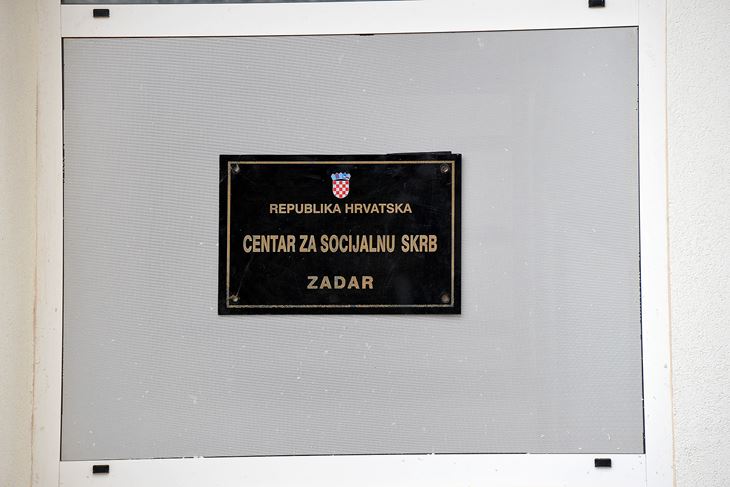 REPUBLIKA HRVATSKA
CENTAR ZA SOCIJALNU SKRB
ZADAR